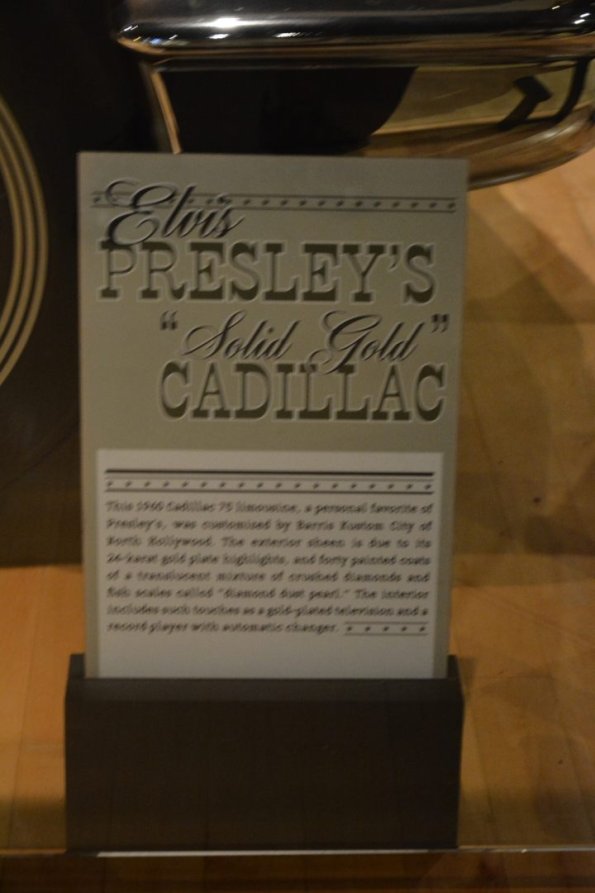 Elvis
PRESLEY'S
"Solid Gold"
CADILLAC
This 1960 Cadillac 75 limousine, a personal favorite of
Presley's, was customized by Barris Kustom City of
North Hollywood. The exterior sheen is due to its
24-karat gold plate highlights, and forty painted coats
of a translucent mixture of crushed diamonds and
fish scales called "diamond dust pearl." The interior
includes such touches as a gold-plated television and a
record player with automatic changer.